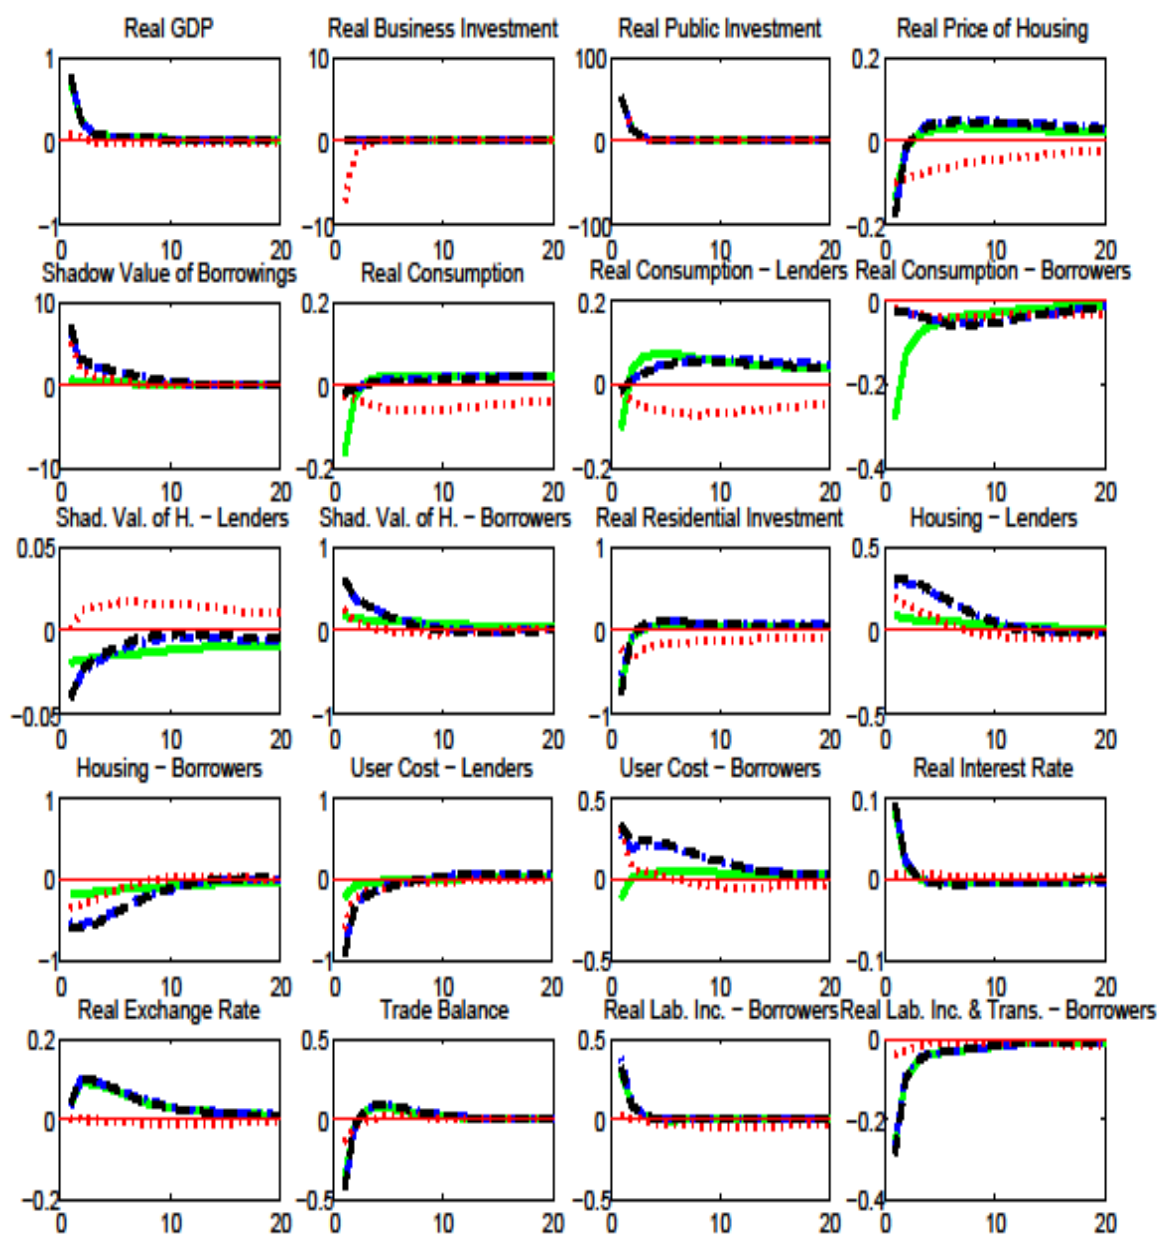 Real GDP Real Business Investment Real Public Investment Real Price of Housing
1 10 100 0.2
0 0 0 0
−1 −10 −100 −0.2
0 10 20 0 10 20 0 10 20 0 10 20
Shadow Value of Borrowings Real Consumption Real Consumption − Lenders Real Consumption − Borrowers
10 0.2 0.2 0
0 0 0 −0.2
−10 −0.2 −0.2 −0.4
0 10 20 0 10 20 0 10 20 0 10 20
Shad. Val. of H. − Lenders Shad. Val. of H. − Borrowers Real Residential Investment Housing − Lenders
0.05 1 1 0.5
0 0 0 0
−0.05 −1 −1 −0.5
0 10 20 0 10 20 0 10 20 0 10 20
Housing − Borrowers User Cost − Lenders User Cost − Borrowers Real Interest Rate
1 1 0.5 0.1
0 0 0 0
−1 −1 −0.5 −0.1
0 10 20 0 10 20 0 10 20 0 10 20
Real Exchange Rate Trade Balance Real Lab. Inc. − Borrowers Real Lab. Inc. & Trans. − Borrowers
0.2 0.5 0.5 0
0 0 0 −0.2
−0.2 −0.5 −0.5 −0.4
0 10 20 0 10 20 0 10 20 0 10 20